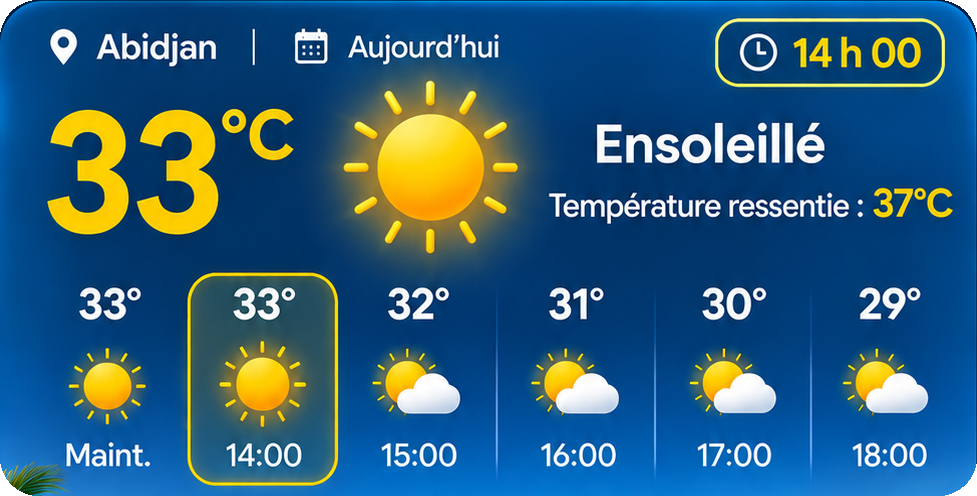 Abidjan | Aujourd’hui
14 h 00
33°C
Ensoleillé
Température ressentie : 37°C
33° 33° 32° 31° 30° 29°
Maint. 14:00 15:00 16:00 17:00 18:00